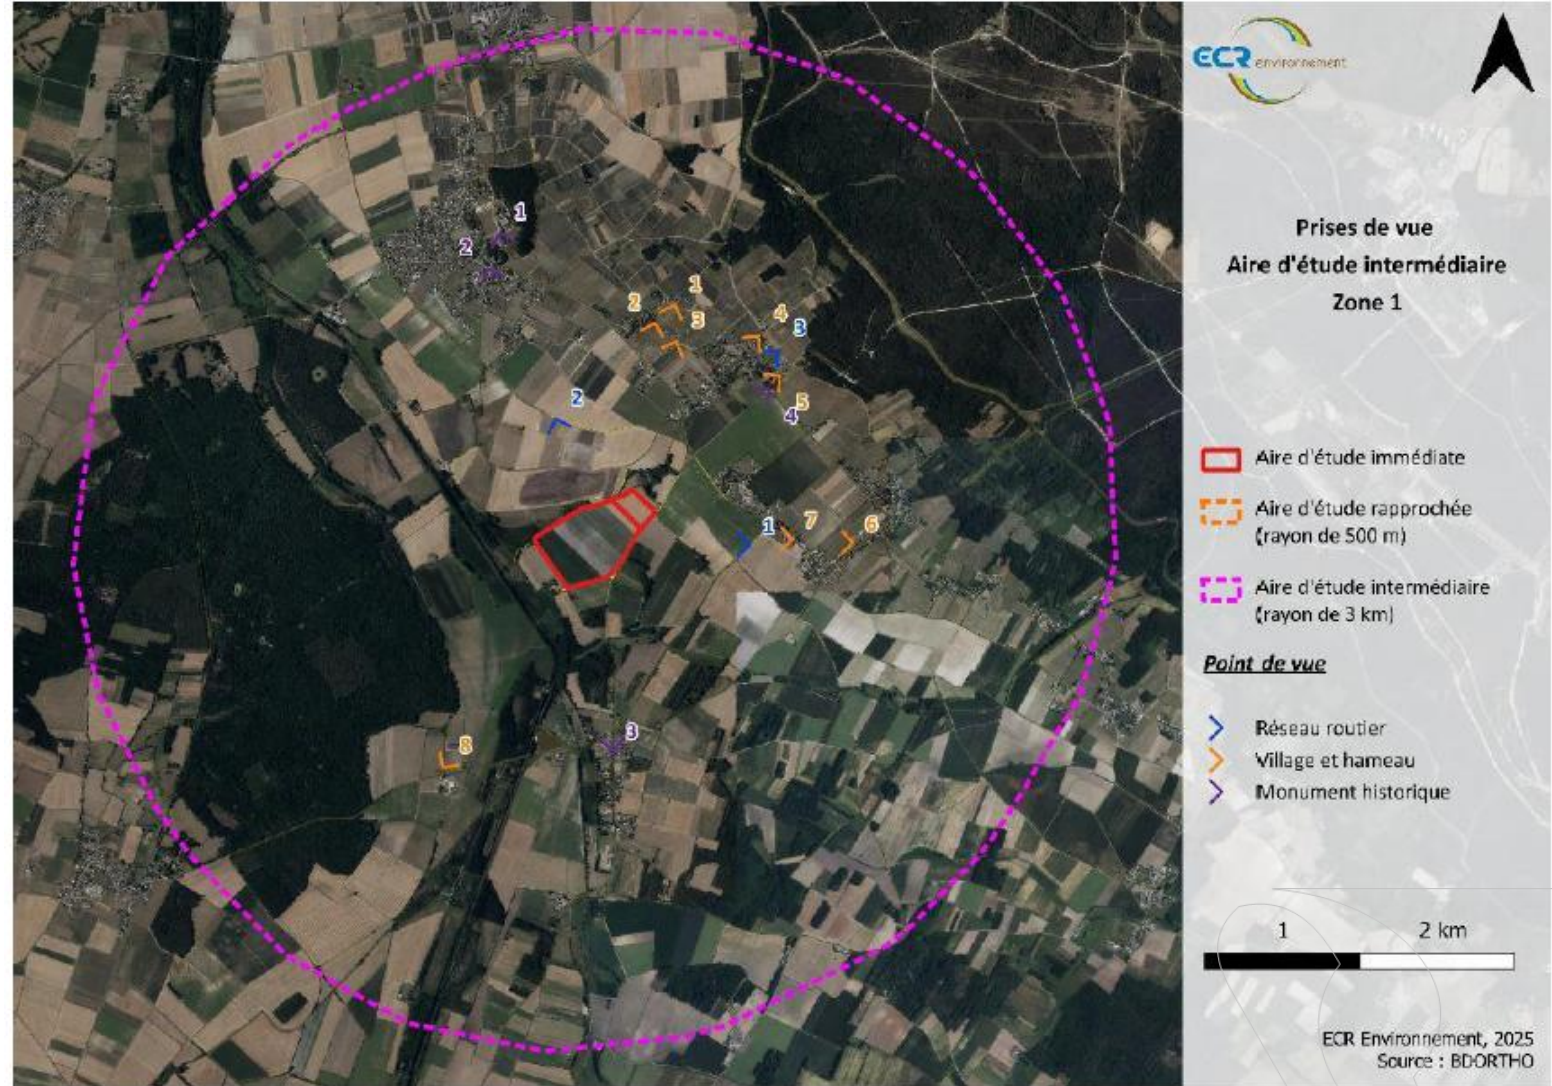 ECR environnement
Prises de vue
Aire d'étude intermédiaire
Zone 1
Aire d'étude immédiate
Aire d'étude rapprochée
(rayon de 500 m)
Aire d'étude intermédiaire
(rayon de 3 km)
Point de vue
Réseau routier
Village et hameau
Monument historique
1 2 km
ECR Environnement, 2025
Source : BDORTHO
1
2
1
2
3
4
3
5
4
2
1
7
6
3
8